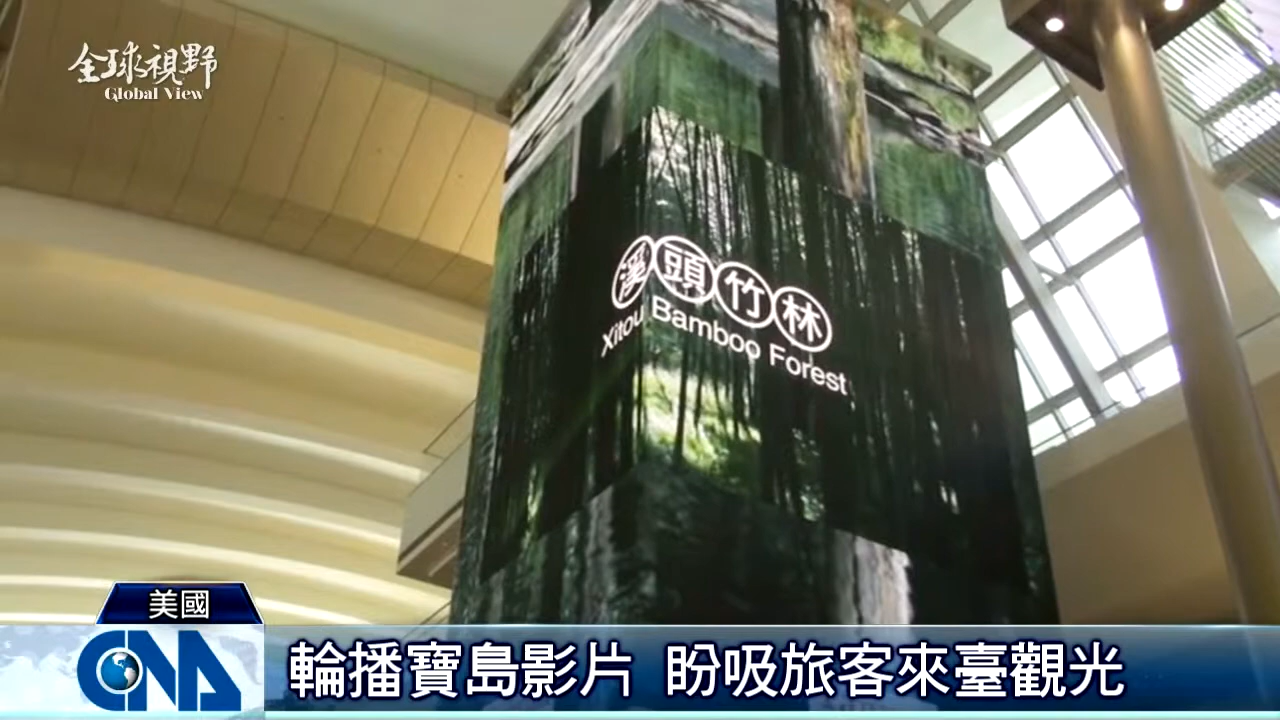 全球視野
Global View
溪頭竹林
Xitou Bamboo Forest
美國
CNA
輪播寶島影片 盼吸旅客來臺觀光